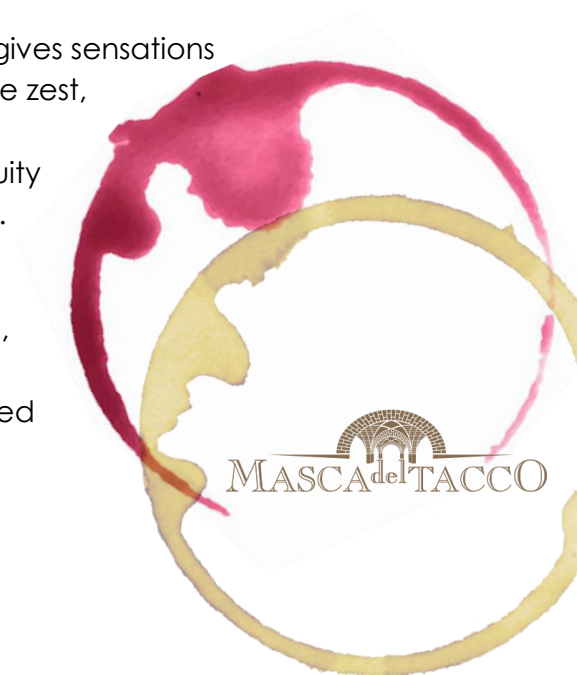 gives sensations
e zest,
uity
.
,
ed
MASCA del TACCO